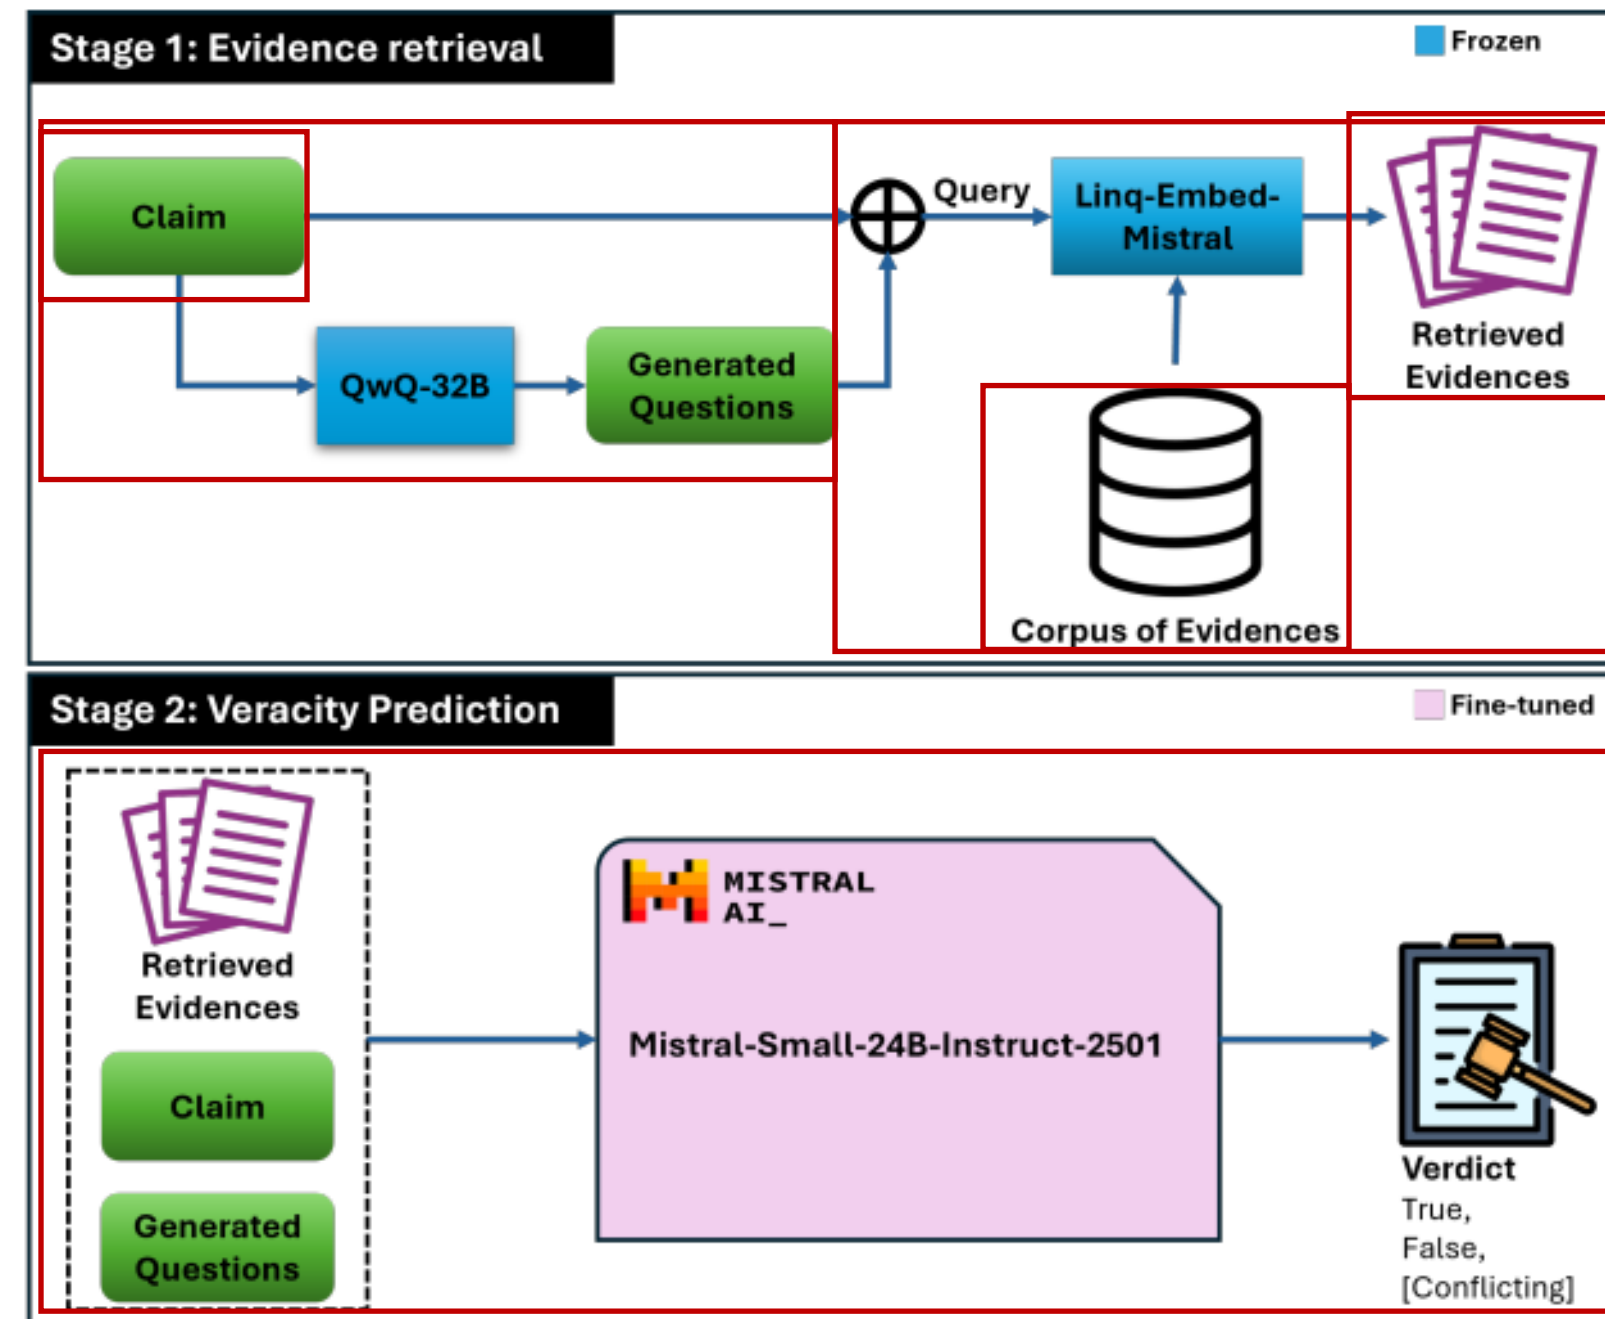 Stage 1: Evidence retrieval
Frozen
Claim
Query
Linq-Embed-
Mistral
QwQ-32B
Generated
Questions
Retrieved
Evidences
Corpus of Evidences
Stage 2: Veracity Prediction
Fine-tuned
Retrieved
Evidences
Claim
Generated
Questions
MISTRAL
AI_
Mistral-Small-24B-Instruct-2501
Verdict
True,
False,
[Conflicting]